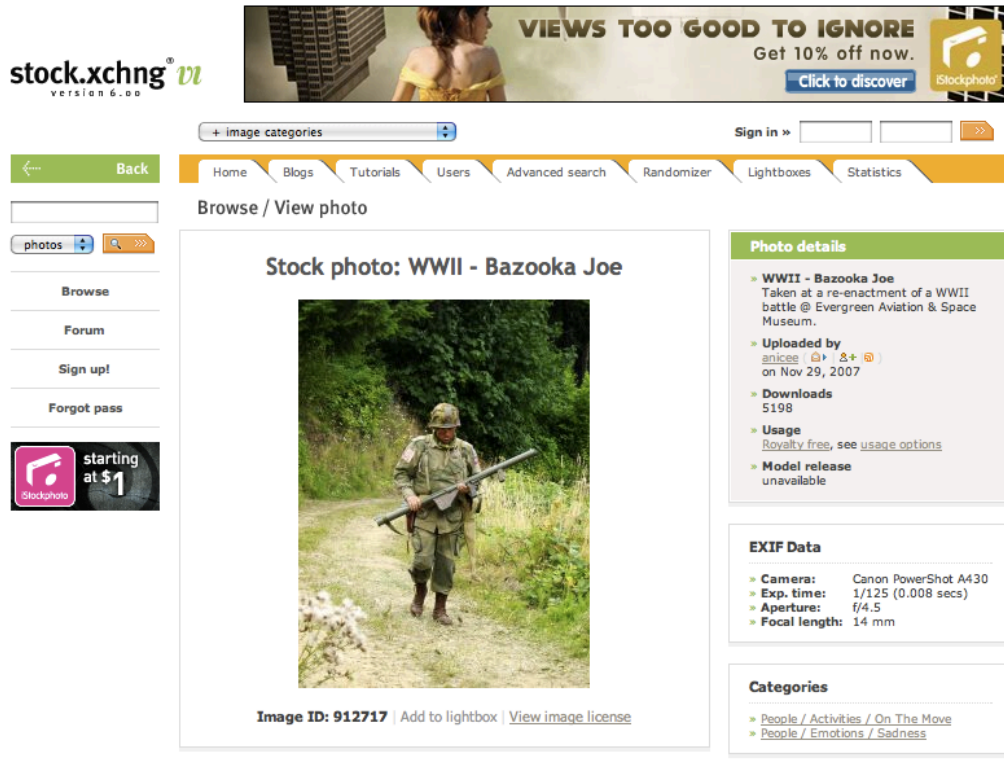 stock.xchng® vi
version 6.00
VIEWS TOO GOOD TO IGNORE
Get 10% off now.
Click to discover
iStockphoto
+ image categories
Sign in »
Back
Home
Blogs
Tutorials
Users
Advanced search
Randomizer
Lightboxes
Statistics
Browse / View photo
photos
Browse
Forum
Sign up!
Forgot pass
iStockphoto
starting
at $1
Stock photo: WWII - Bazooka Joe
Image ID: 912717 | Add to lightbox | View image license
Photo details
» WWII - Bazooka Joe
Taken at a re-enactment of a WWII
battle @ Evergreen Aviation & Space
Museum.
» Uploaded by
anicee
on Nov 29, 2007
» Downloads
5198
» Usage
Royalty free, see usage options
» Model release
unavailable
EXIF Data
» Camera: Canon PowerShot A430
» Exp. time: 1/125 (0.008 secs)
» Aperture: f/4.5
» Focal length: 14 mm
Categories
» People / Activities / On The Move
» People / Emotions / Sadness